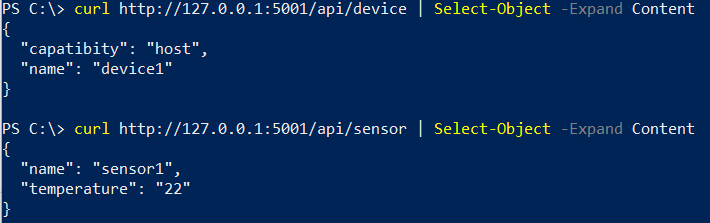 PS C:\> curl http://127.0.0.1:5001/api/device | Select-Object -Expand Content
{
  "capatibity": "host",
  "name": "device1"
}
PS C:\> curl http://127.0.0.1:5001/api/sensor | Select-Object -Expand Content
{
  "name": "sensor1",
  "temperature": "22"
}